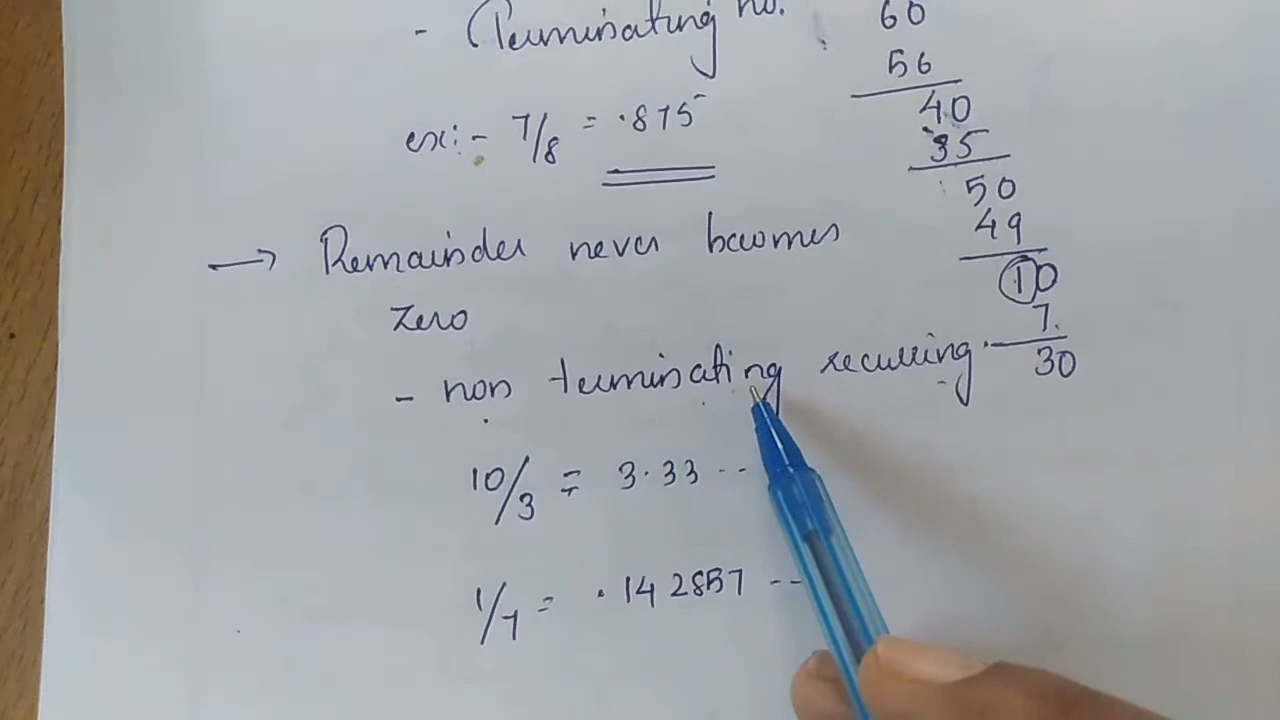 - (Terminating no.
ex:- 7/8 = .875
→ Remainder never becomes
zero
- non terminating recurring.
10/3 = 3.33 --
1/7 = .142857 --
60
56
40
35
50
49
10
7.
30